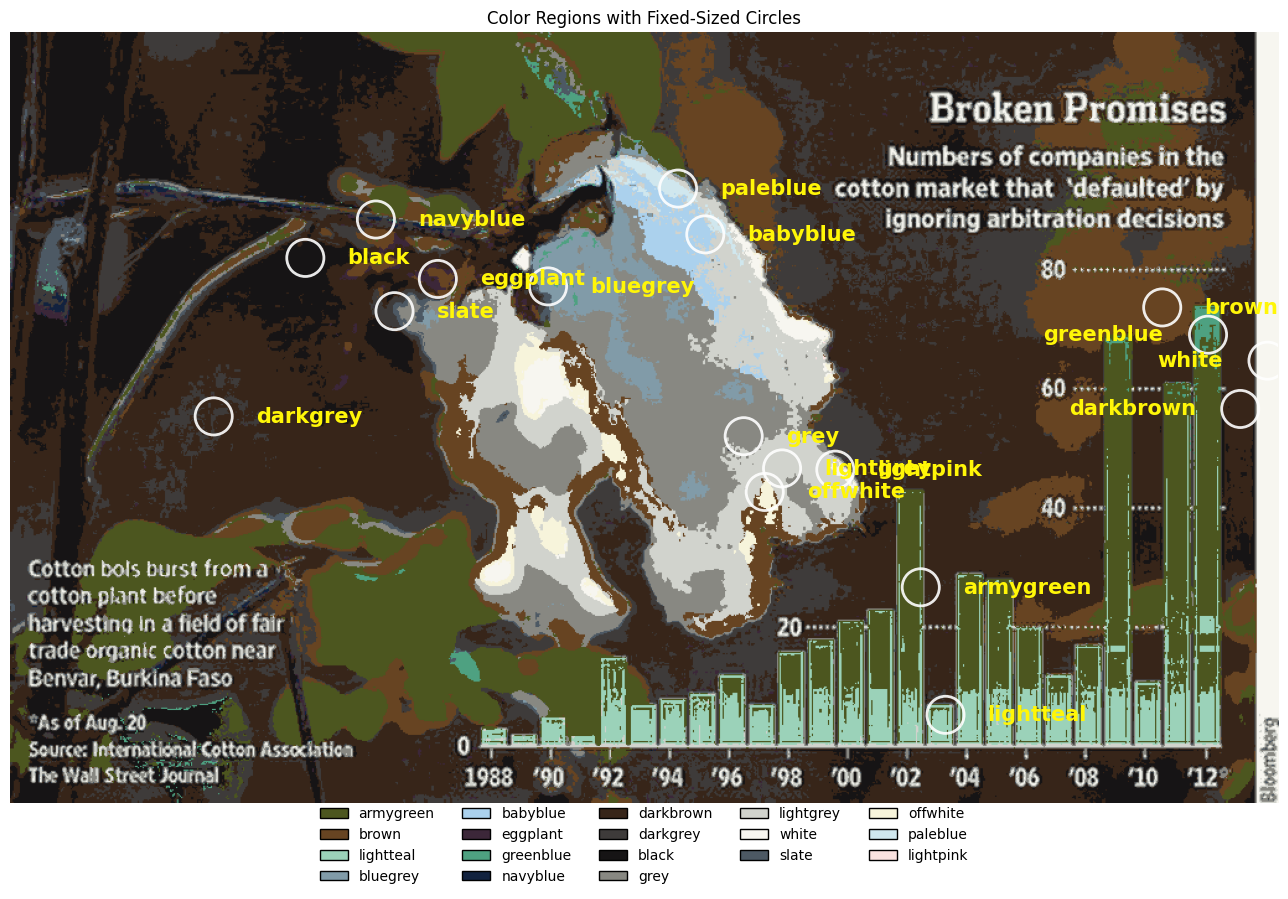 Color Regions with Fixed-Sized Circles
Broken Promises
Numbers of companies in the
cotton market that 'defaulted' by
ignoring arbitration decisions
paleblue
navyblue
babyblue
black
eggplant
bluegrey
slate
80
brown
greenblue
white
60
darkbrown
darkgrey
grey
lightgrey
lightpink
offwhite
40
armygreen
20
lightteal
0
Cotton bols burst from a
cotton plant before
harvesting in a field of fair
trade organic cotton near
Benvar, Burkina Faso
*As of Aug. 20
Source: International Cotton Association
The Wall Street Journal
1988 '90 '92 '94 '96 '98 '00 '02 '04 '06 '08 '10 '12*
Bloomberg
armygreen babyblue darkbrown lightgrey offwhite
brown eggplant darkgrey white paleblue
lightteal greenblue black slate lightpink
bluegrey navyblue grey